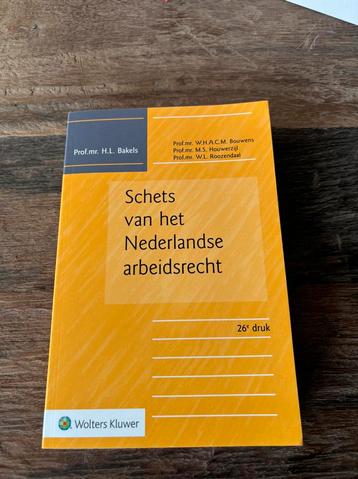 Prof.mr. H.L. Bakels
Prof.mr. W.H.A.C.M. Bouwens
Prof.mr. M.S. Houwerzijl
Prof.mr. W.L. Roozendaal
Schets
van het
Nederlandse
arbeidsrecht
26e druk
Wolters Kluwer